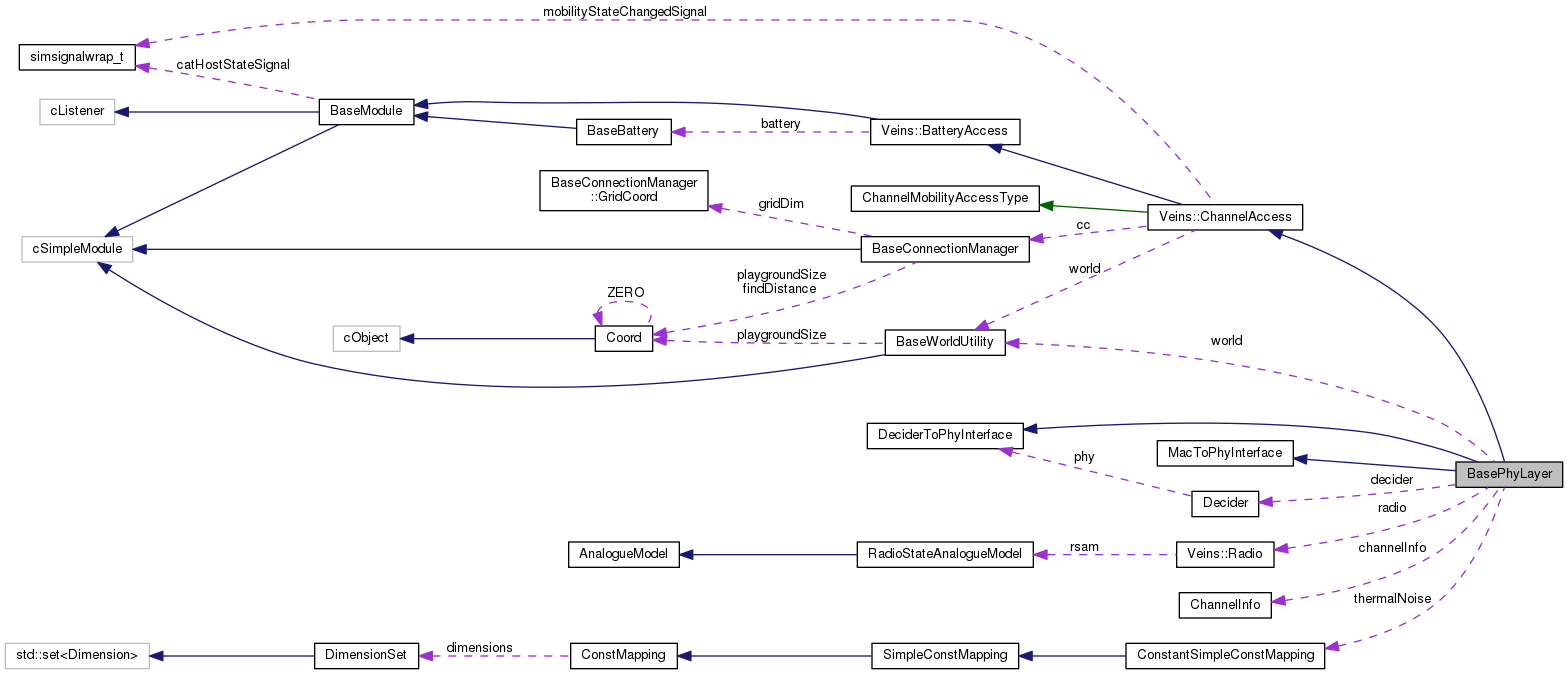 mobilityStateChangedSignal
simsignalwrap_t
catHostStateSignal
cListener
BaseModule
BaseBattery
battery
Veins::BatteryAccess
BaseConnectionManager
::GridCoord
gridDim
ChannelMobilityAccessType
Veins::ChannelAccess
cc
cSimpleModule
BaseConnectionManager
world
playgroundSize
findDistance
ZERO
cObject
Coord
playgroundSize
BaseWorldUtility
world
DeciderToPhyInterface
MacToPhyInterface
phy
BasePhyLayer
decider
Decider
radio
AnalogueModel
RadioStateAnalogueModel
rsam
Veins::Radio
channelInfo
ChannelInfo
thermalNoise
std::set<Dimension>
DimensionSet
dimensions
ConstMapping
SimpleConstMapping
ConstantSimpleConstMapping